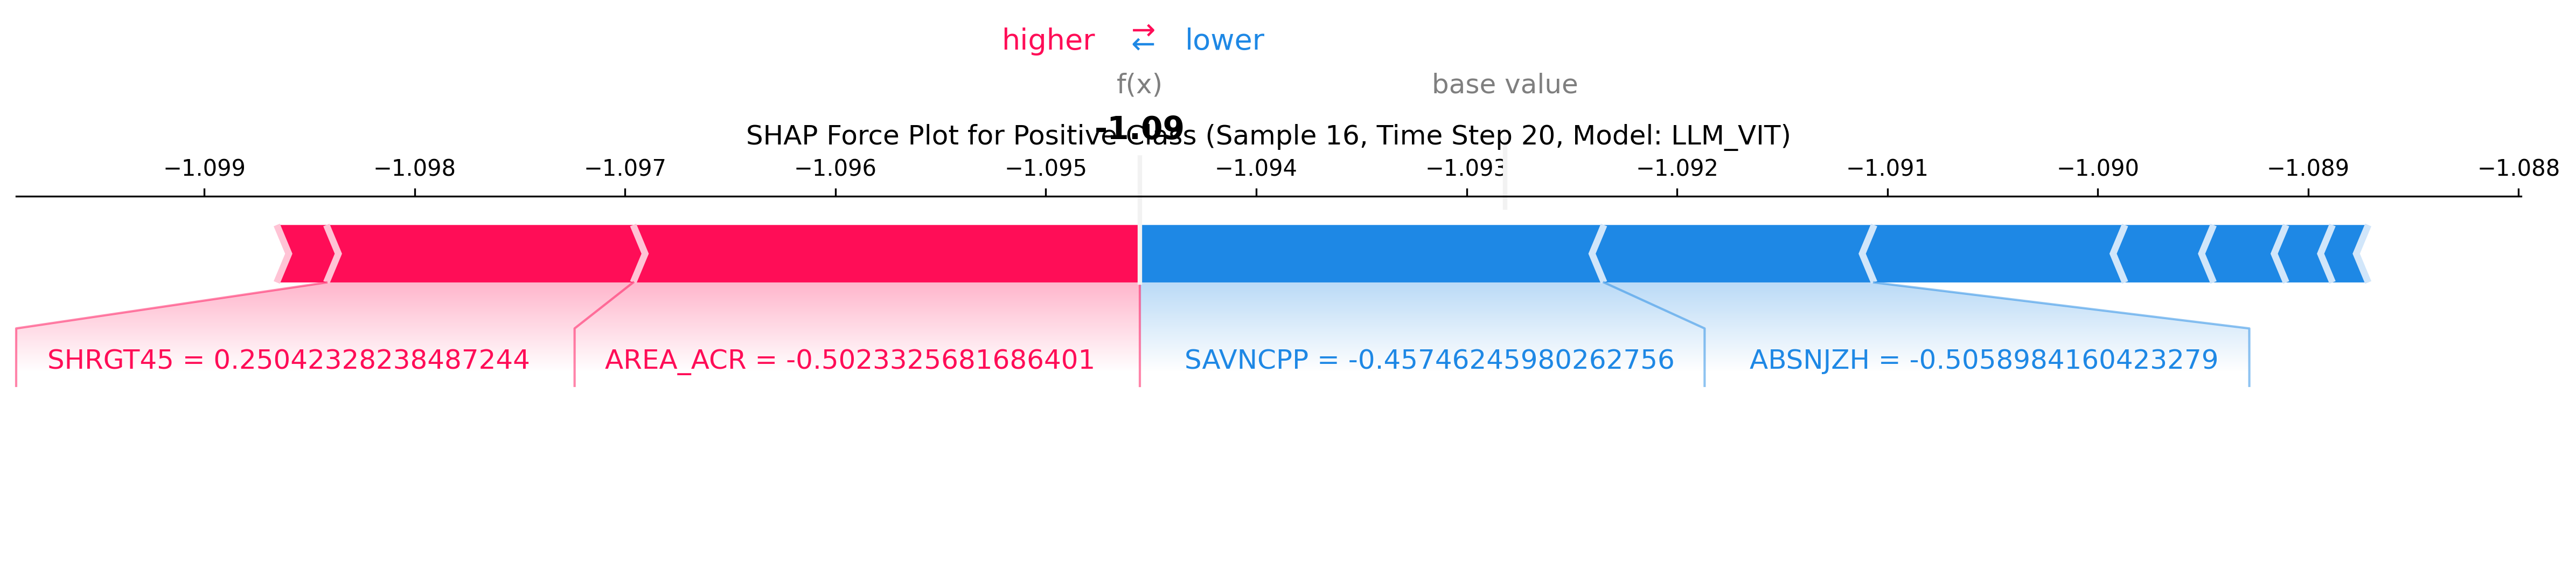 higher ⇄ lower
f(x) base value
-1.09
SHAP Force Plot for Positive Class (Sample 16, Time Step 20, Model: LLM_VIT)
−1.099 −1.098 −1.097 −1.096 −1.095 −1.094 −1.093 −1.092 −1.091 −1.090 −1.089 −1.088
SHRGT45 = 0.25042328238487244 AREA_ACR = -0.5023325681686401 SAVNCPP = -0.45746245980262756 ABSNJZH = -0.5058984160423279